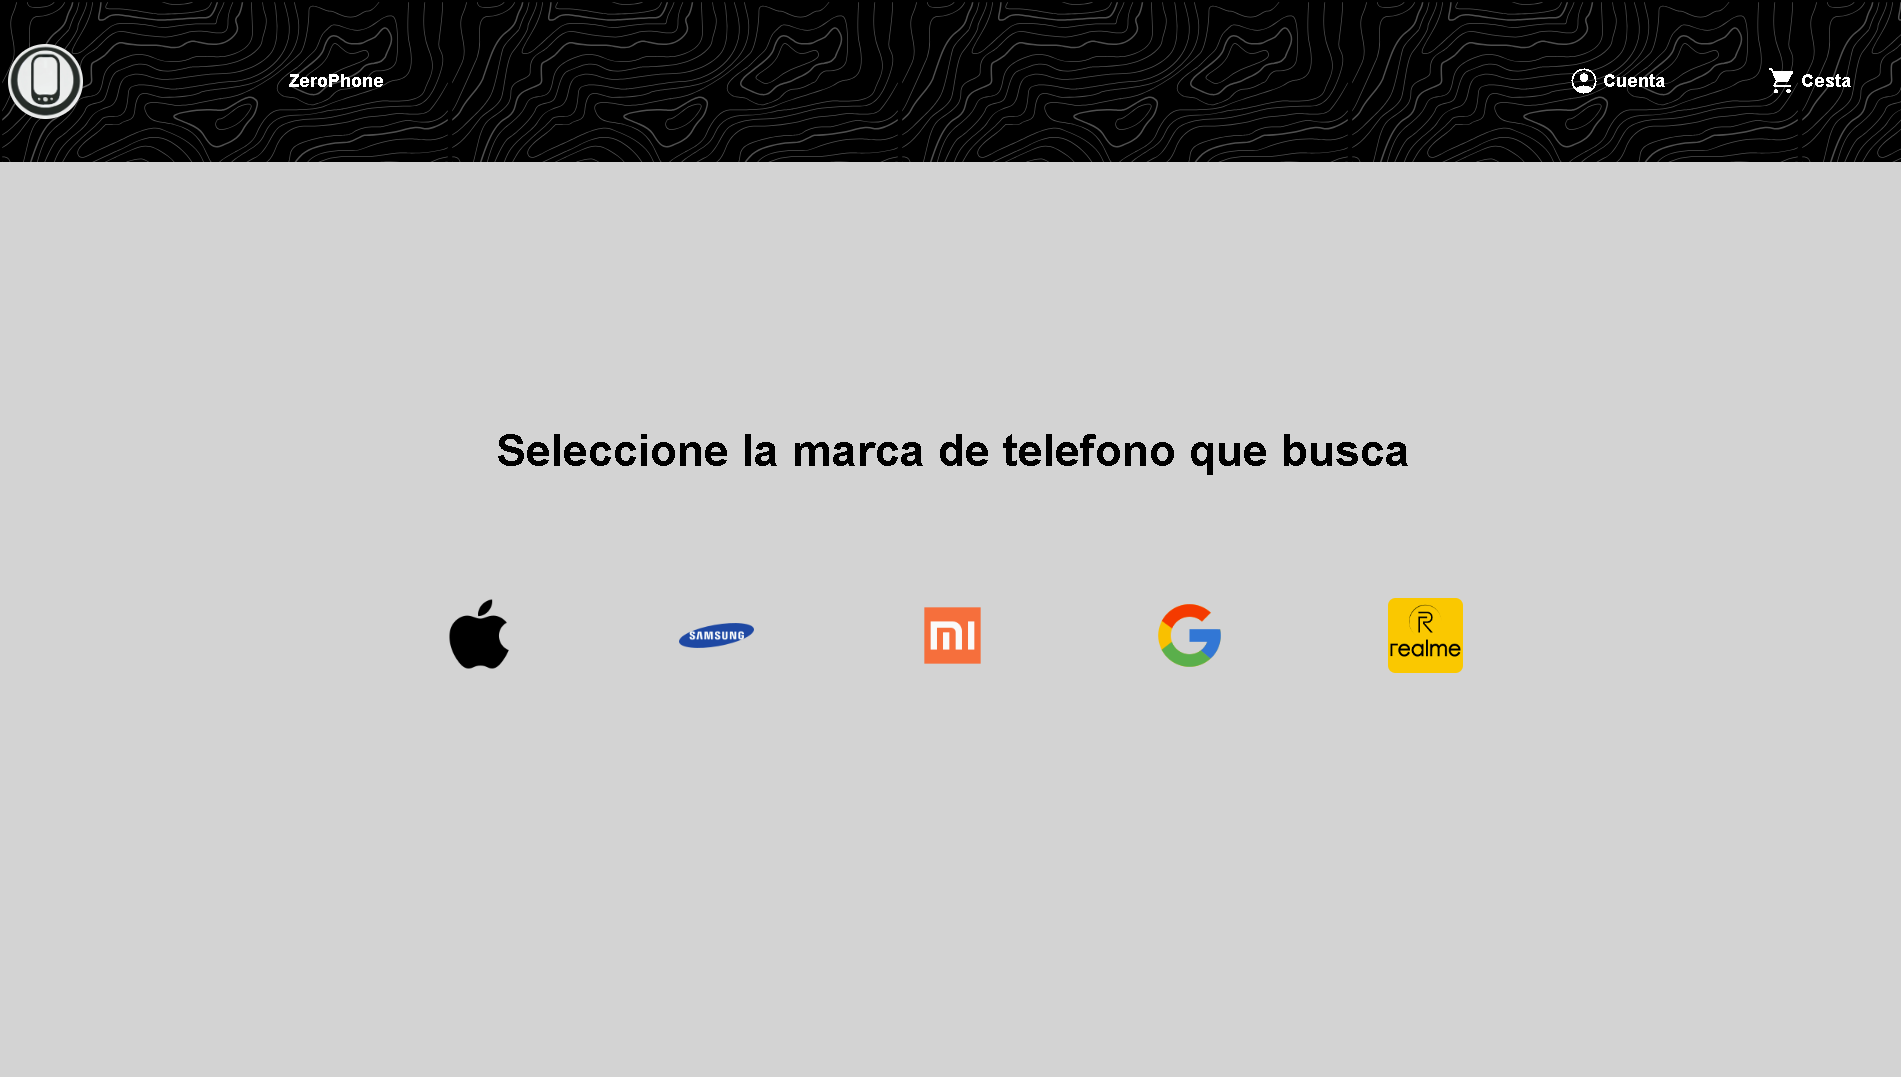 ZeroPhone
Cuenta
Cesta
Seleccione la marca de telefono que busca
SAMSUNG
mi
realme